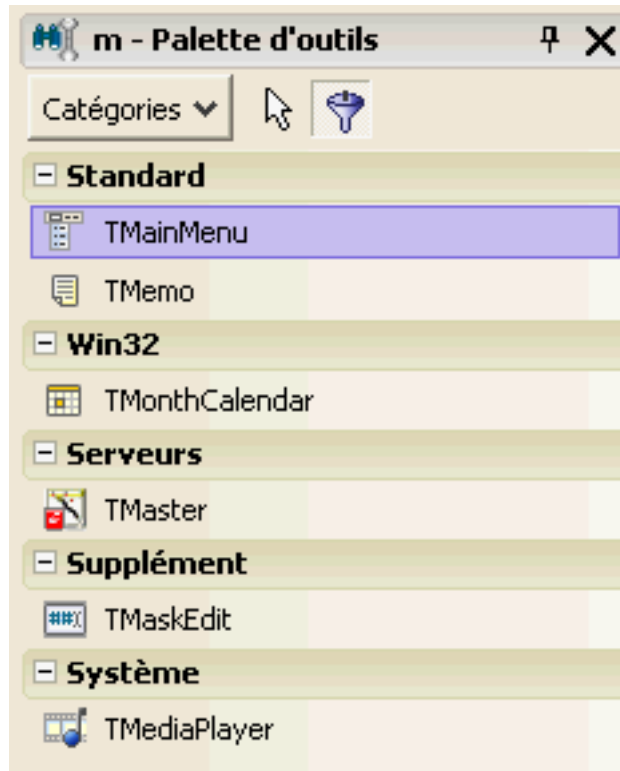 m - Palette d'outils
Catégories
Standard
TMainMenu
TMemo
Win32
TMonthCalendar
Serveurs
TMaster
Supplément
TMaskEdit
Système
TMediaPlayer